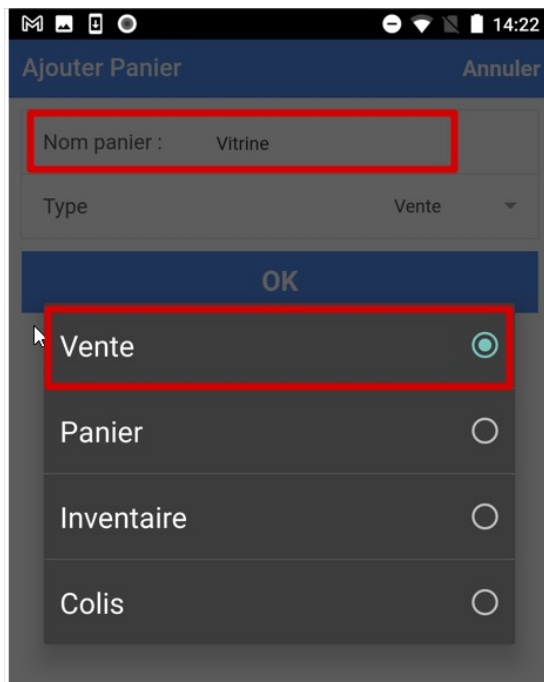 14:22
Ajouter Panier Annuler
Nom panier : Vitrine
Type Vente
OK
Vente
Panier
Inventaire
Colis